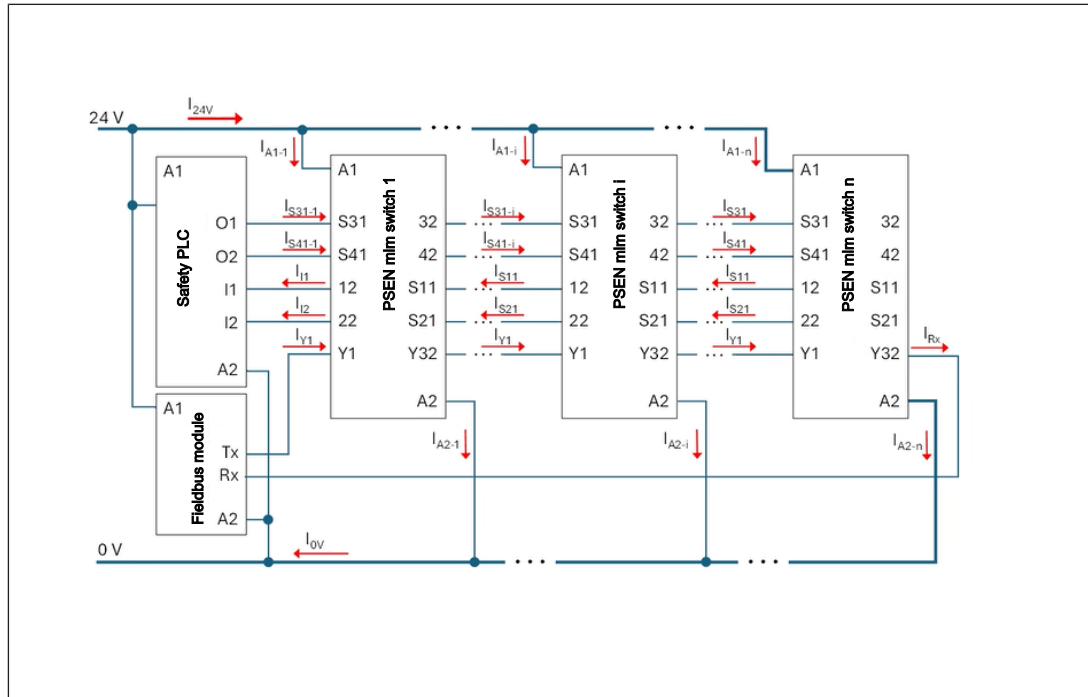 24 V I24V ... ...
IA1-1 IA1-i IA1-n
A1 A1 A1 A1
Safety PLC
PSEN mlm switch 1
PSEN mlm switch i
PSEN mlm switch n
O1 IS31-1 S31 32 ... IS31-i S31 32 ... IS31 S31 32
O2 IS41-1 S41 42 ... IS41-i S41 42 ... IS41 S41 42
I1 II1 12 S11 ... IS11 12 S11 ... IS11 12 S11
I2 II2 22 S21 ... IS21 22 S21 ... IS21 22 S21
IY1 Y1 Y32 ... IY1 Y1 Y32 ... IY1 Y1 Y32 IRx
A2 A2 A2 A2
A1
Fieldbus module
IA2-1 IA2-i IA2-n
Tx
Rx
A2
0 V I0V ... ...